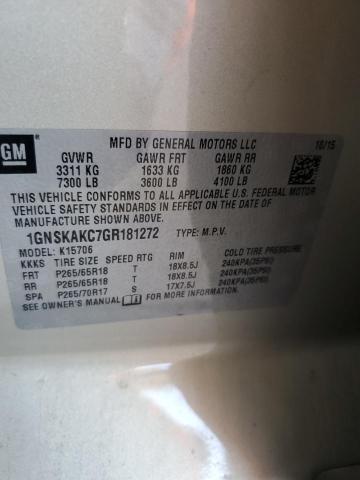 GM
MFD BY GENERAL MOTORS LLC 10/15
GVWR GAWR FRT GAWR RR
3311 KG 1633 KG 1860 KG
7300 LB 3600 LB 4100 LB
THIS VEHICLE CONFORMS TO ALL APPLICABLE U.S. FEDERAL MOTOR
VEHICLE SAFETY STANDARDS IN EFFECT ON THE DATE OF
MANUFACTURE SHOWN ABOVE.
1GNSKAKC7GR181272 TYPE: M.P.V.
MODEL: K15706
KKKS TIRE SIZE SPEED RTG RIM COLD TIRE PRESSURE
FRT P265/65R18 T 18X8.5J 240KPA(35PSI)
RR P265/65R18 T 18X8.5J 240KPA(35PSI)
SPA P265/70R17 S 17X7.5J 240KPA(35PSI)
SEE OWNER'S MANUAL FOR ADDITIONAL INFORMATION